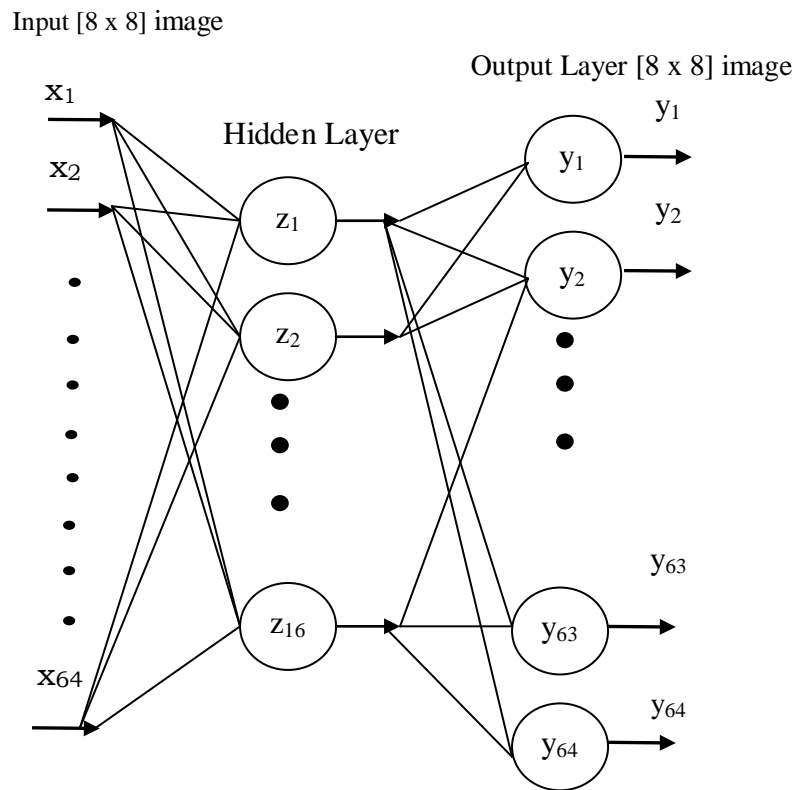 Input [8 x 8] image
Output Layer [8 x 8] image
x1
y1
Hidden Layer
y1
x2
z1
y2
y2
z2
y63
z16
y63
x64
y64
y64